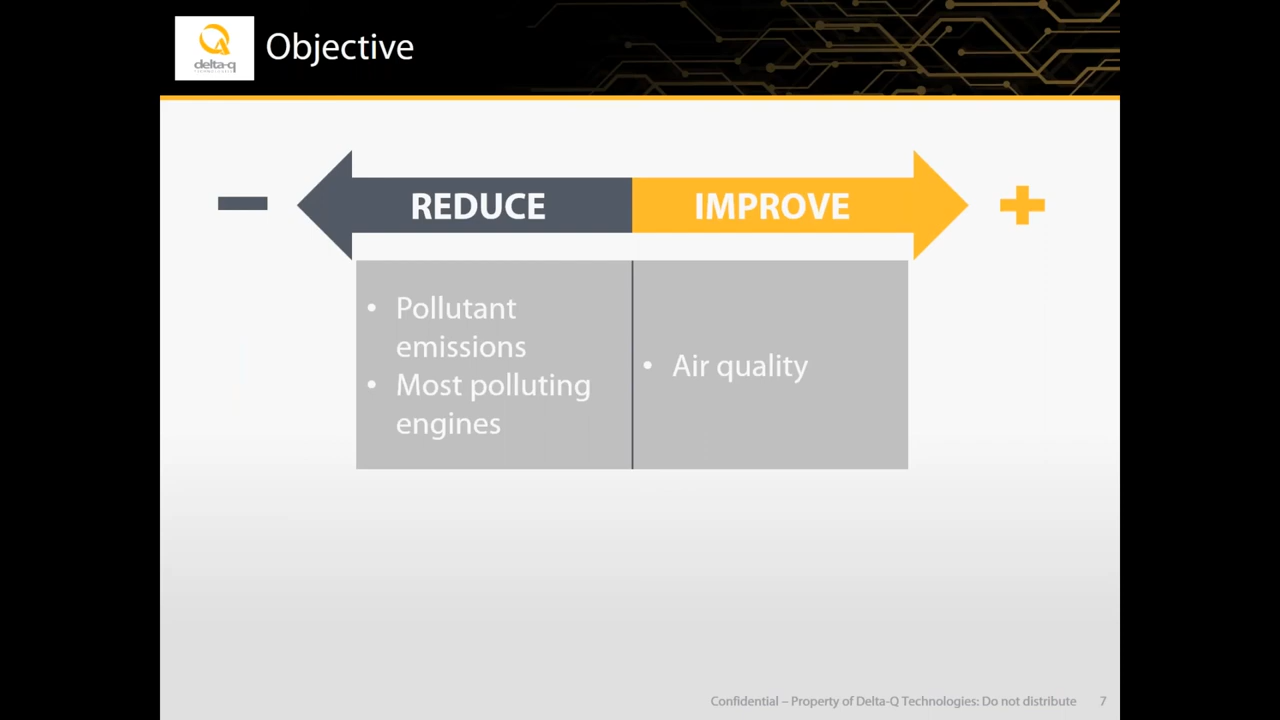 delta-q
TECHNOLOGIES
Objective
REDUCE
IMPROVE
• Pollutant
emissions
• Most polluting
engines
• Air quality
Confidential – Property of Delta-Q Technologies: Do not distribute 7